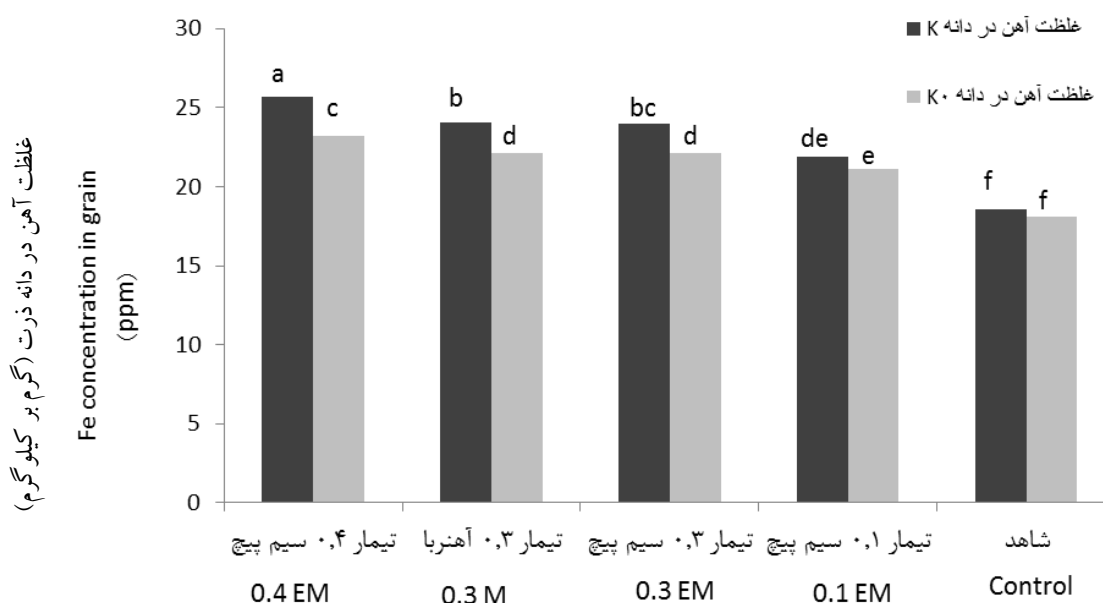 غلظت آهن در دانه K
غلظت آهن در دانه K۰
غلظت آهن در دانه ذرت (گرم بر کیلوگرم)
Fe concentration in grain
(ppm)
30
25
20
15
10
5
0
a
c
b
d
bc
d
de
e
f
f
تیمار ۰,۴ سیم پیچ
0.4 EM
تیمار ۰,۳ آهنربا
0.3 M
تیمار ۰,۳ سیم پیچ
0.3 EM
تیمار ۰,۱ سیم پیچ
0.1 EM
شاهد
Control